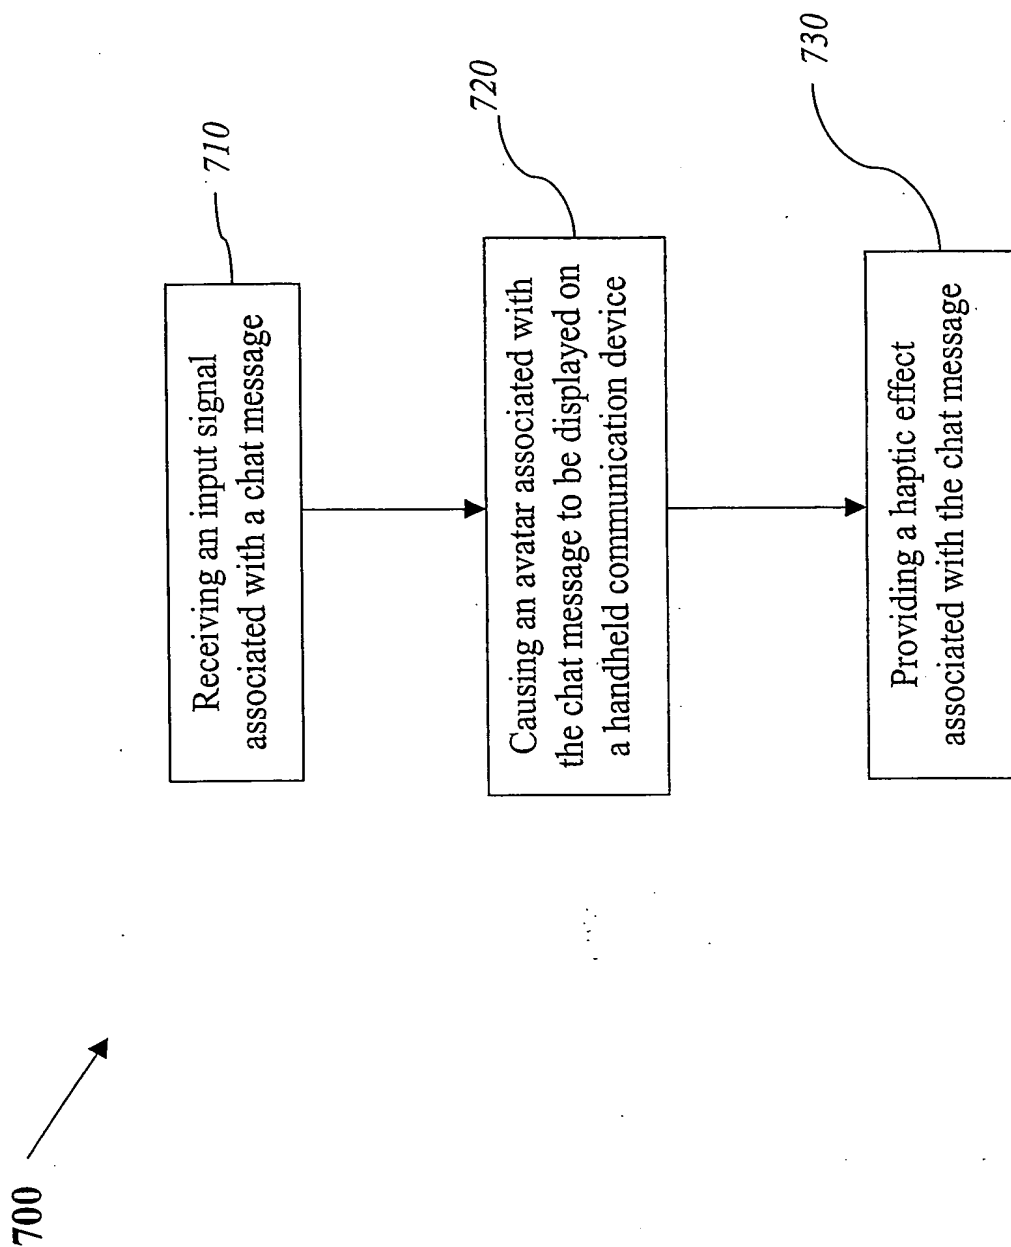 700
Receiving an input signal
associated with a chat message
710
Causing an avatar associated with
the chat message to be displayed on
a handheld communication device
720
Providing a haptic effect
associated with the chat message
730